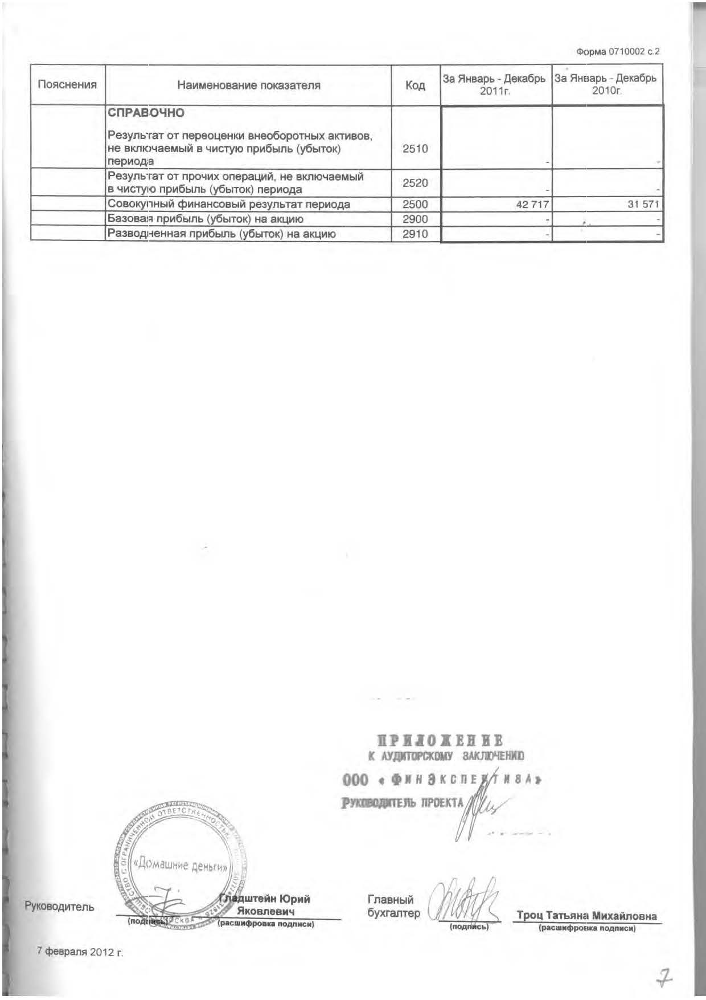 Форма 0710002 с.2
Пояснения
Наименование показателя
Код
За Январь - Декабрь
2011г.
За Январь - Декабрь
2010г.
СПРАВОЧНО
Результат от переоценки внеоборотных активов,
не включаемый в чистую прибыль (убыток)
периода
2510
-
-
Результат от прочих операций, не включаемый
в чистую прибыль (убыток) периода
2520
-
-
Совокупный финансовый результат периода
2500
42 717
31 571
Базовая прибыль (убыток) на акцию
2900
-
-
Разводненная прибыль (убыток) на акцию
2910
-
-
ПРИЛОЖЕНИЕ
К АУДИТОРСКОМУ ЗАКЛЮЧЕНИЮ
ООО «ФИНЭКСПЕРТИЗА»
РУКОВОДИТЕЛЬ ПРОЕКТА
ОБЩЕСТВО С ОГРАНИЧЕННОЙ ОТВЕТСТВЕННОСТЬЮ
«Домашние деньги»
МОСКВА
Руководитель
(подпись)
Гладштейн Юрий
Яковлевич
(расшифровка подписи)
Главный
бухгалтер
(подпись)
Троц Татьяна Михайловна
(расшифровка подписи)
7 февраля 2012 г.
7